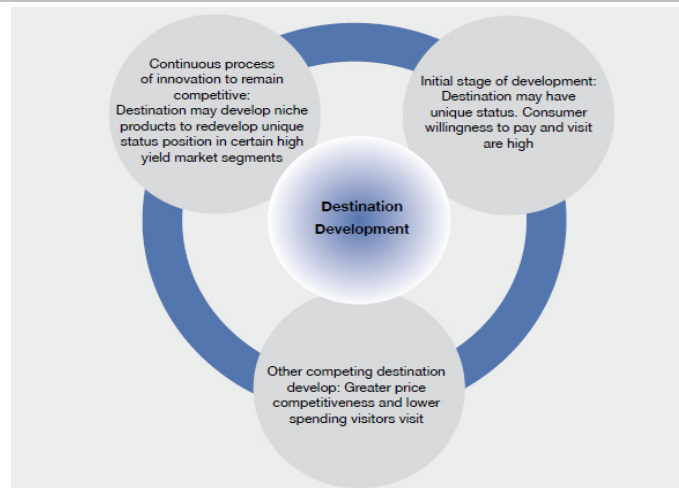 Continuous process
of innovation to remain
competitive:
Destination may develop niche
products to redevelop unique
status position in certain high
yield market segments
Initial stage of development:
Destination may have
unique status. Consumer
willingness to pay and visit
are high
Destination
Development
Other competing destination
develop: Greater price
competitiveness and lower
spending visitors visit